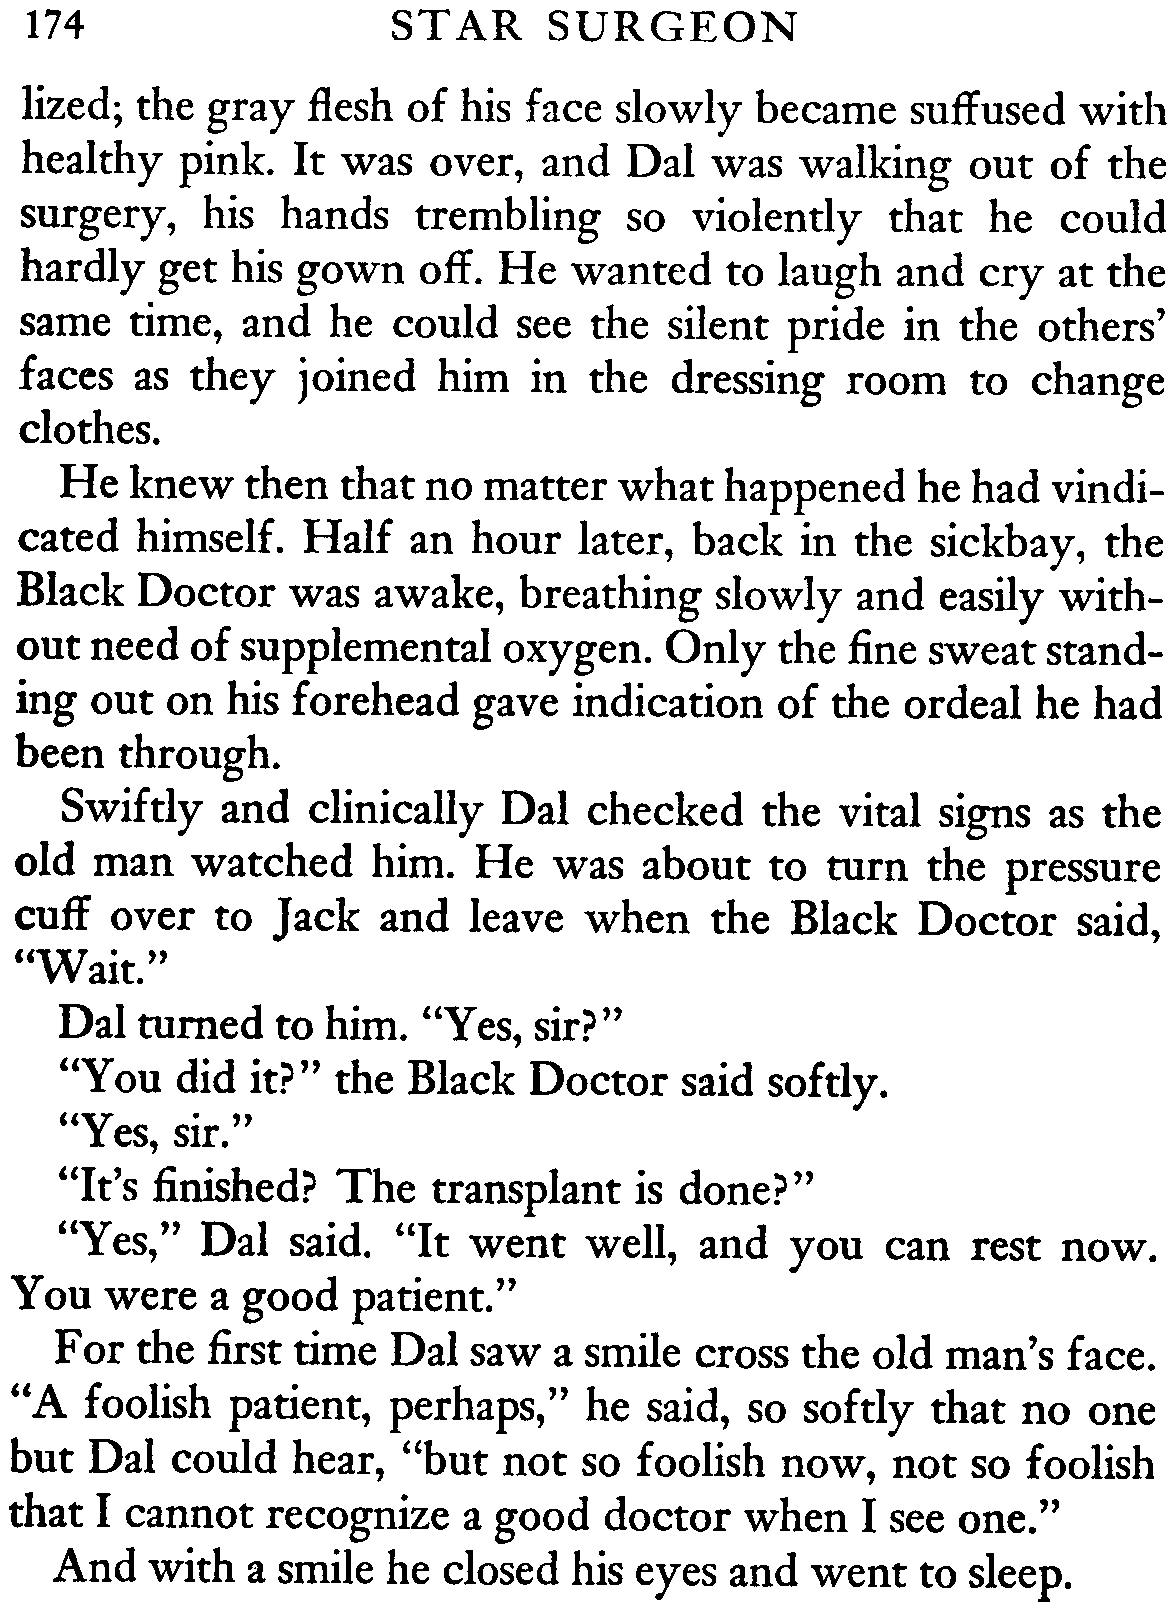 174 STAR SURGEON
lized; the gray flesh of his face slowly became suffused with
healthy pink. It was over, and Dal was walking out of the
surgery, his hands trembling so violently that he could
hardly get his gown off. He wanted to laugh and cry at the
same time, and he could see the silent pride in the others’
faces as they joined him in the dressing room to change
clothes.
He knew then that no matter what happened he had vindi-
cated himself. Half an hour later, back in the sickbay, the
Black Doctor was awake, breathing slowly and easily with-
out need of supplemental oxygen. Only the fine sweat stand-
ing out on his forehead gave indication of the ordeal he had
been through.
Swiftly and clinically Dal checked the vital signs as the
old man watched him. He was about to turn the pressure
cuff over to Jack and leave when the Black Doctor said,
“Wait.”
Dal turned to him. “Yes, sir?”
“You did it?” the Black Doctor said softly.
“Yes, sir.”
“It’s finished? The transplant is done?”
“Yes,” Dal said. “It went well, and you can rest now.
You were a good patient.”
For the first time Dal saw a smile cross the old man’s face.
“A foolish patient, perhaps,” he said, so softly that no one
but Dal could hear, “but not so foolish now, not so foolish
that I cannot recognize a good doctor when I see one.”
And with a smile he closed his eyes and went to sleep.